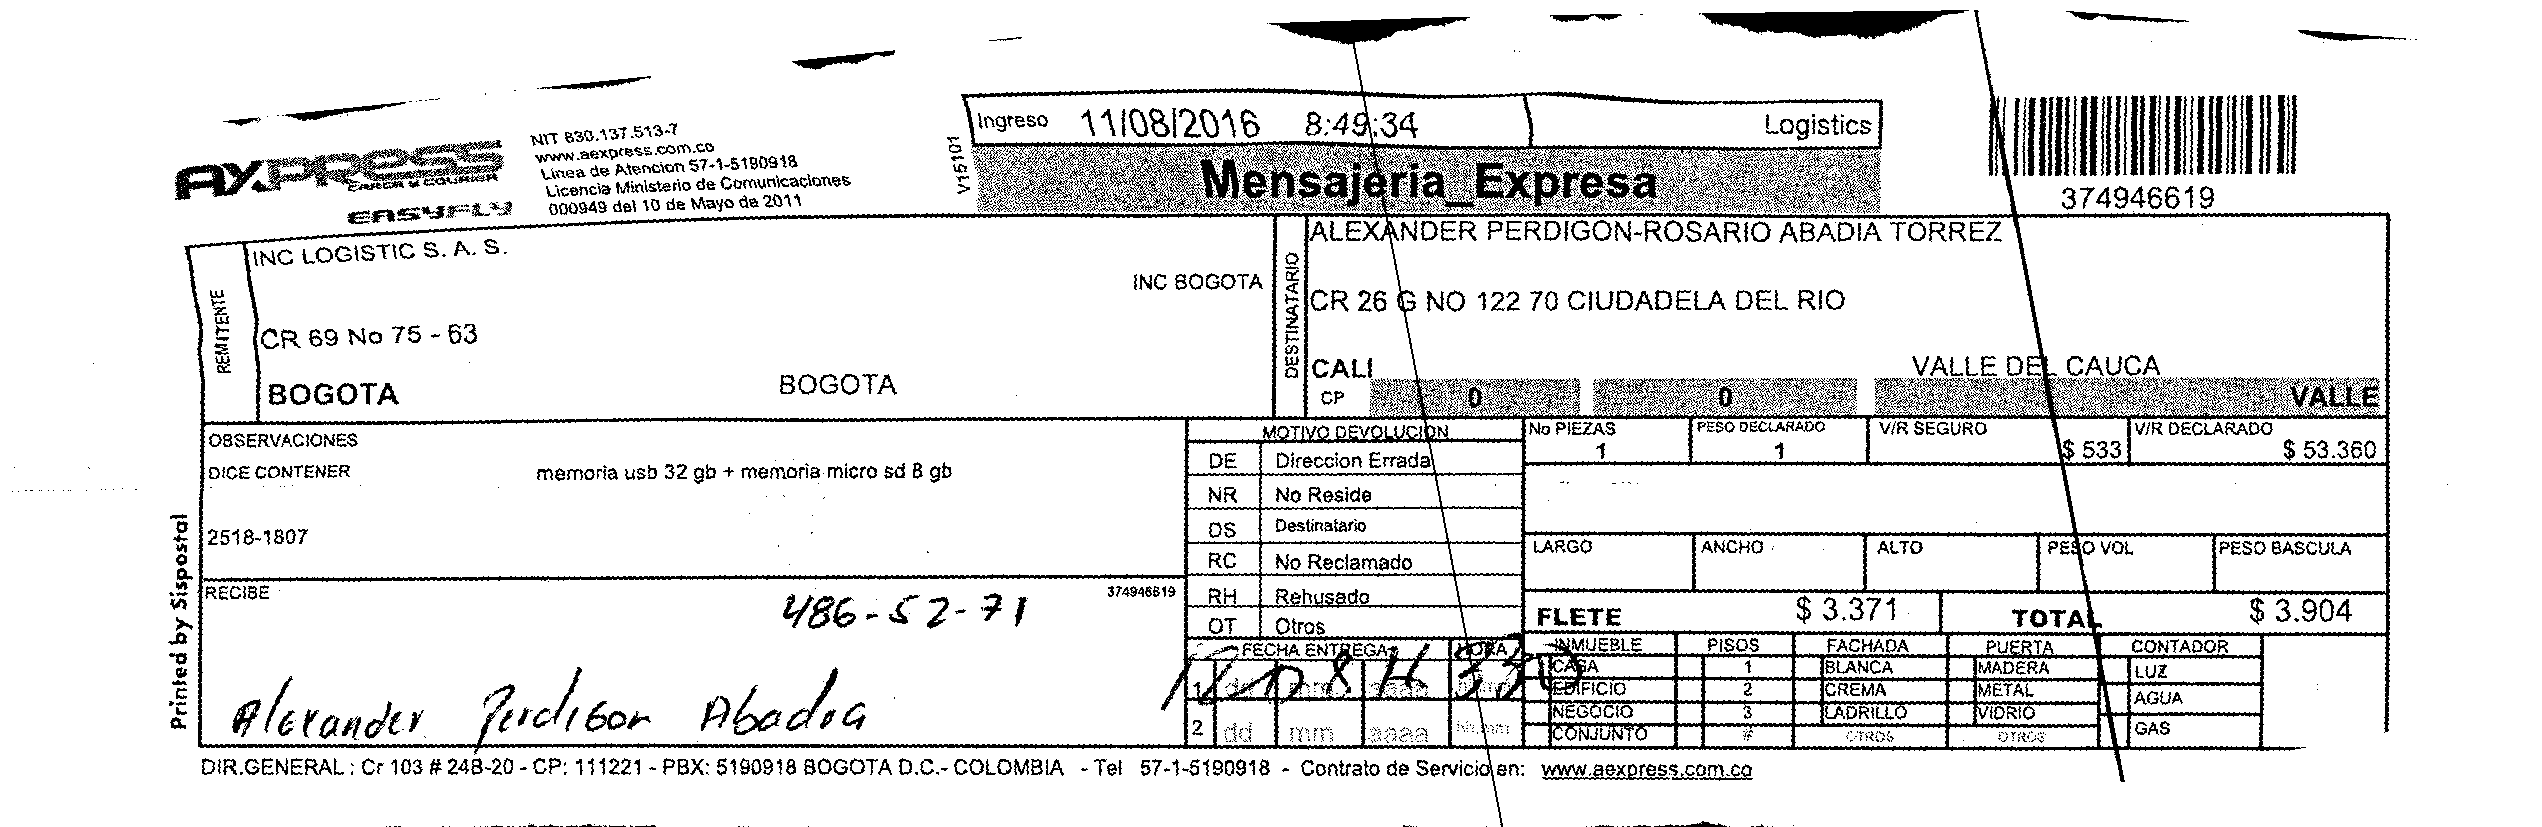 AXPRESS
CARGA Y COURIER
EASYFLY
NIT 830.137.513-7
www.aexpress.com.co
Linea de Atencion 57-1-5190918
Licencia Ministerio de Comunicaciones
000949 del 10 de Mayo de 2011
V15101
Ingreso 11/08/2016 8:49:34 Logistics
Mensajeria_Expresa
374946619
REMITENTE
INC LOGISTIC S. A. S.
INC BOGOTA
CR 69 No 75 - 63
BOGOTA BOGOTA
DESTINATARIO
ALEXANDER PERDIGON-ROSARIO ABADIA TORREZ
CR 26 G NO 122 70 CIUDADELA DEL RIO
CALI VALLE DEL CAUCA
CP 0 0 VALLE
OBSERVACIONES
DICE CONTENER memoria usb 32 gb + memoria micro sd 8 gb
2518-1807
RECIBE 374946619
486-52-71
Alexander Perdigon Abadia
Printed by Sispostal
MOTIVO DEVOLUCION
DE Direccion Errada
NR No Reside
DS Destinatario
RC No Reclamado
RH Rehusado
OT Otros
FECHA ENTREGA HORA
1 dd mm aaaa
2 dd mm aaaa hh:mm
No PIEZAS PESO DECLARADO V/R SEGURO V/R DECLARADO
1 1 $ 533 $ 53.360
LARGO ANCHO ALTO PESO VOL PESO BASCULA
FLETE $ 3.371 TOTAL $ 3.904
INMUEBLE PISOS FACHADA PUERTA CONTADOR
CASA 1 BLANCA MADERA LUZ
EDIFICIO 2 CREMA METAL AGUA
NEGOCIO 3 LADRILLO VIDRIO GAS
CONJUNTO # OTROS OTROS
DIR.GENERAL : Cr 103 # 24B-20 - CP: 111221 - PBX: 5190918 BOGOTA D.C.- COLOMBIA - Tel 57-1-5190918 - Contrato de Servicio en: www.aexpress.com.co